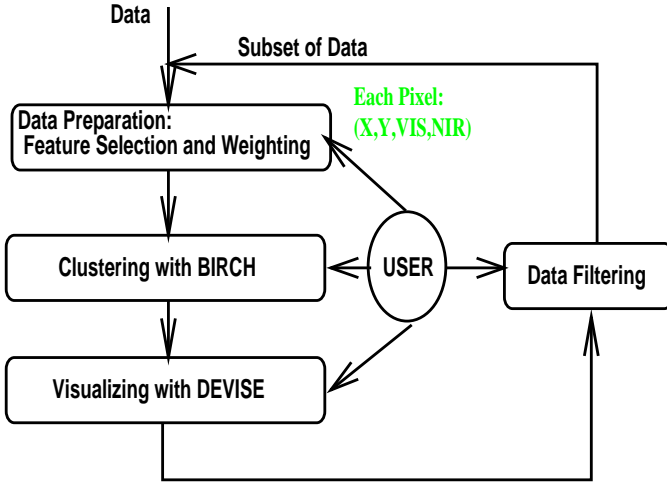 Data
Subset of Data
Each Pixel:
(X,Y,VIS,NIR)
Data Preparation:
Feature Selection and Weighting
Clustering with BIRCH
USER
Data Filtering
Visualizing with DEVISE